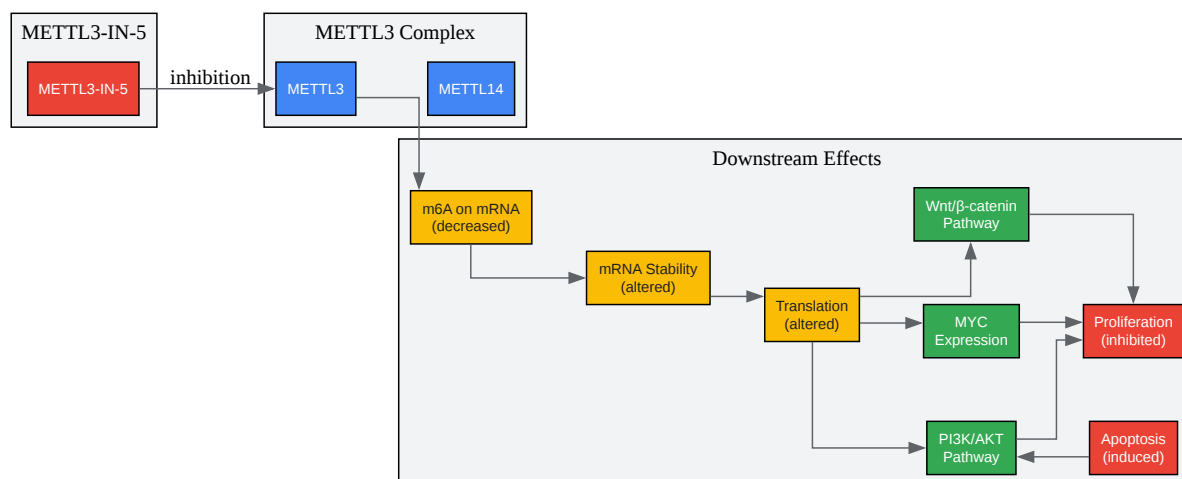 METTL3-IN-5
METTL3 Complex
METTL3-IN-5
inhibition
METTL3
METTL14
Downstream Effects
m6A on mRNA
(decreased)
mRNA Stability
(altered)
Translation
(altered)
Wnt/β-catenin
Pathway
MYC
Expression
Proliferation
(inhibited)
PI3K/AKT
Pathway
Apoptosis
(induced)